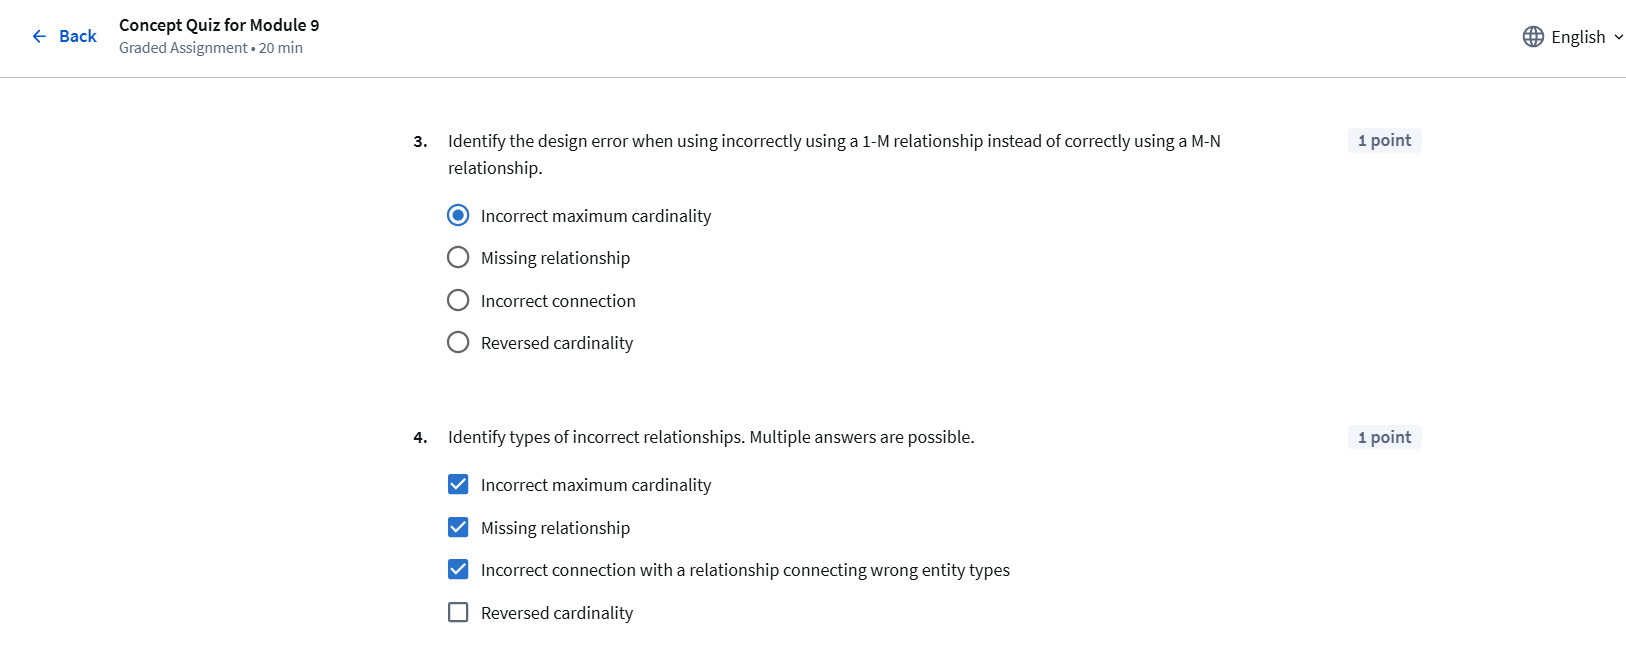 Back
Concept Quiz for Module 9
Graded Assignment • 20 min
English
3. Identify the design error when using incorrectly using a 1-M relationship instead of correctly using a M-N
relationship.
1 point
Incorrect maximum cardinality
Missing relationship
Incorrect connection
Reversed cardinality
4. Identify types of incorrect relationships. Multiple answers are possible.
1 point
Incorrect maximum cardinality
Missing relationship
Incorrect connection with a relationship connecting wrong entity types
Reversed cardinality